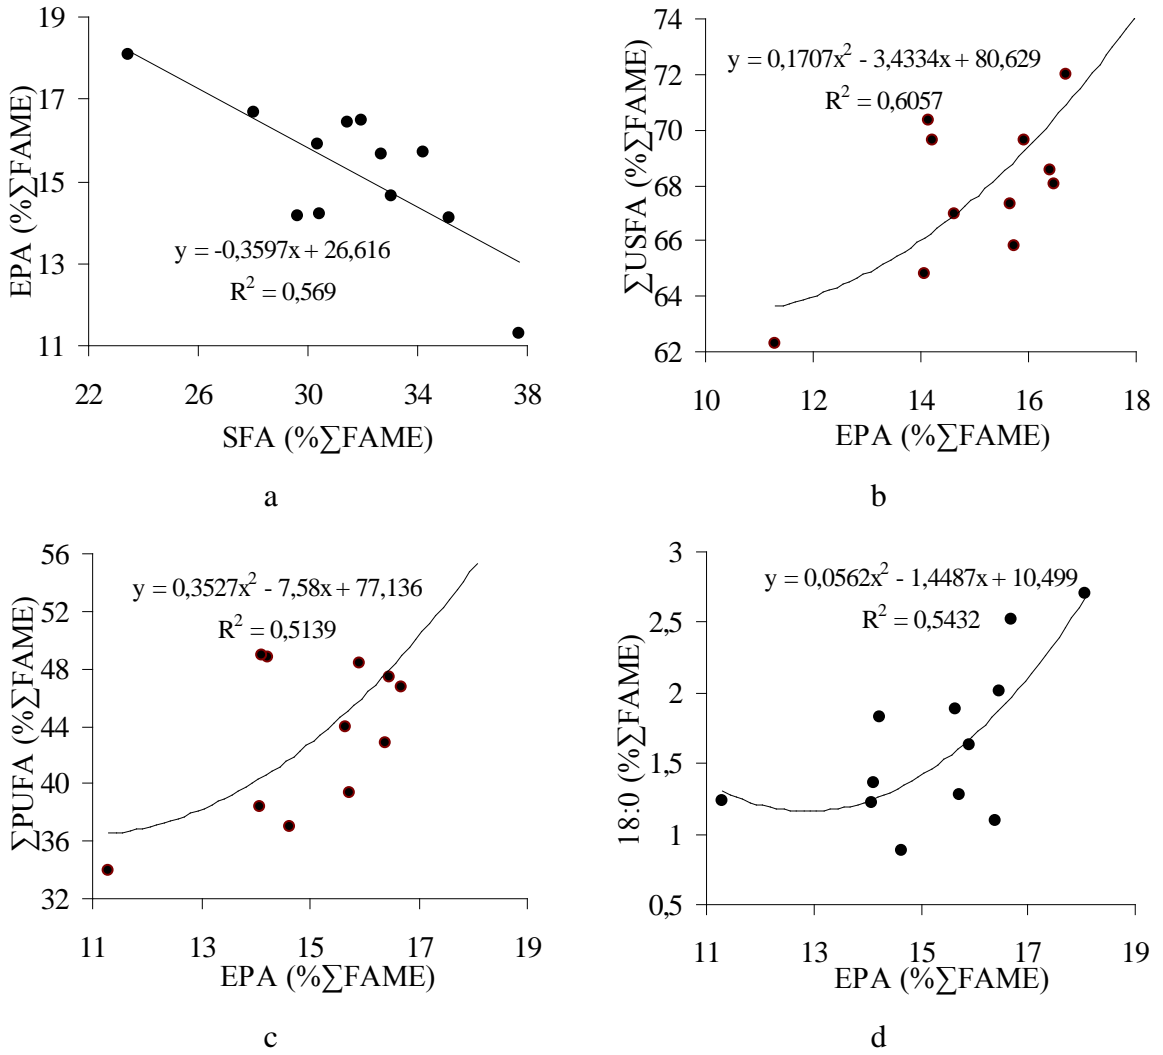 19
17
15
13
11
EPA (%∑FAME)
y = -0,3597x + 26,616
R² = 0,569
22 26 30 34 38
SFA (%∑FAME)
a
74
72
70
68
66
64
62
∑USFA (%∑FAME)
y = 0,1707x² - 3,4334x + 80,629
R² = 0,6057
10 12 14 16 18
EPA (%∑FAME)
b
56
52
48
44
40
36
32
∑PUFA (%∑FAME)
y = 0,3527x² - 7,58x + 77,136
R² = 0,5139
11 13 15 17 19
EPA (%∑FAME)
c
3
2,5
2
1,5
1
0,5
18:0 (%∑FAME)
y = 0,0562x² - 1,4487x + 10,499
R² = 0,5432
11 13 15 17 19
EPA (%∑FAME)
d